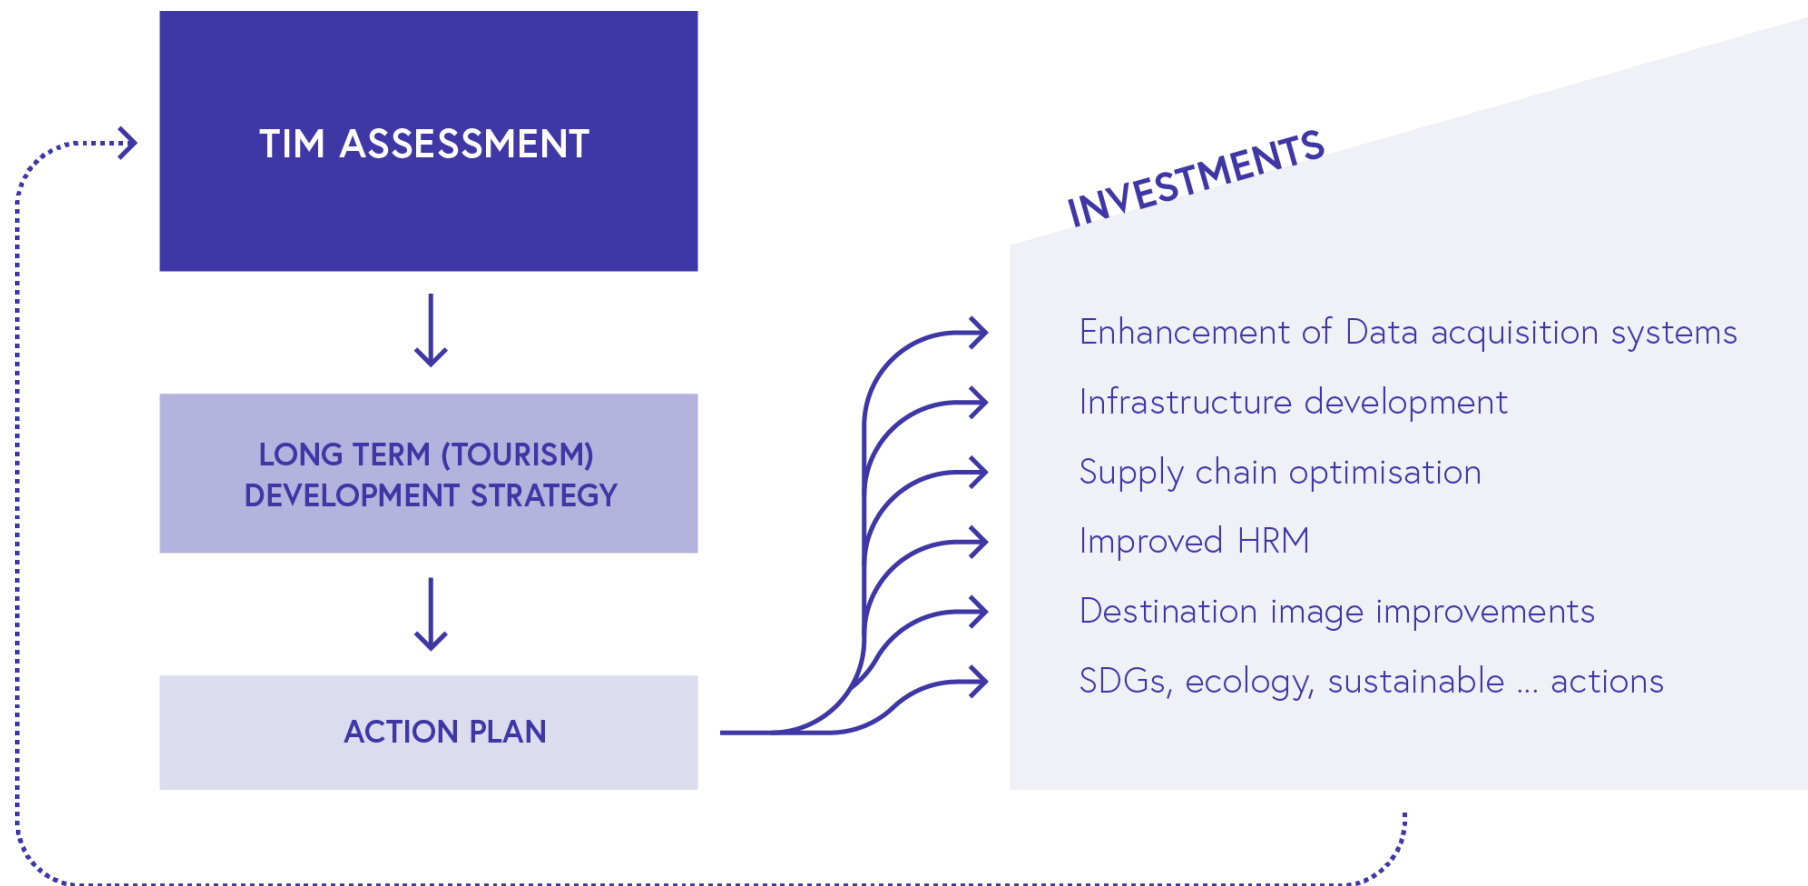 TIM ASSESSMENT
LONG TERM (TOURISM)
DEVELOPMENT STRATEGY
ACTION PLAN
INVESTMENTS
Enhancement of Data acquisition systems
Infrastructure development
Supply chain optimisation
Improved HRM
Destination image improvements
SDGs, ecology, sustainable ... actions